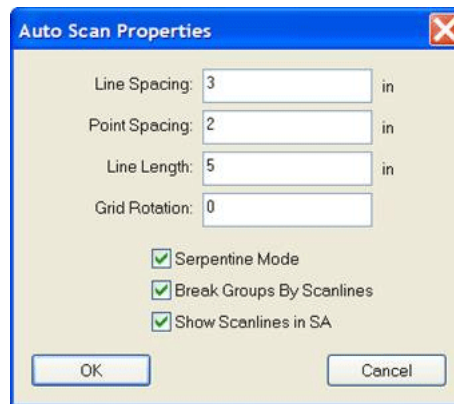 Auto Scan Properties
Line Spacing: 3 in
Point Spacing: 2 in
Line Length: 5 in
Grid Rotation: 0
Serpentine Mode
Break Groups By Scanlines
Show Scanlines in SA
OK Cancel